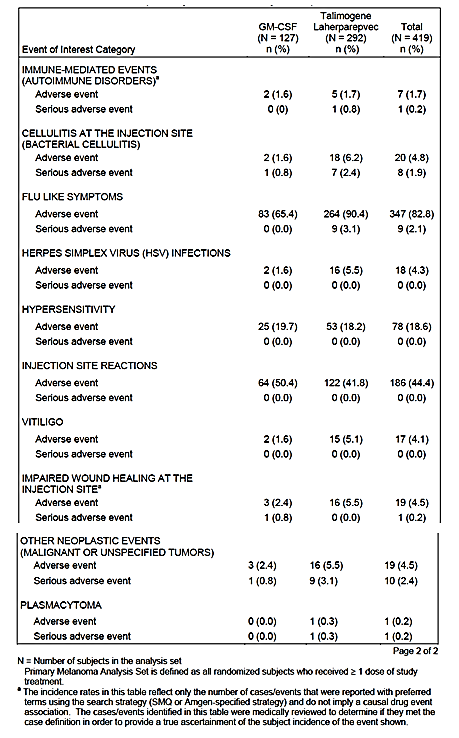 GM-CSF
(N = 127)
n (%)
Talimogene
Laherparepvec
(N = 292)
n (%)
Total
(N = 419)
n (%)
Event of Interest Category
IMMUNE-MEDIATED EVENTS
(AUTOIMMUNE DISORDERS)a
Adverse event 2 (1.6) 5 (1.7) 7 (1.7)
Serious adverse event 0 (0) 1 (0.8) 1 (0.2)
CELLULITIS AT THE INJECTION SITE
(BACTERIAL CELLULITIS)
Adverse event 2 (1.6) 18 (6.2) 20 (4.8)
Serious adverse event 1 (0.8) 7 (2.4) 8 (1.9)
FLU LIKE SYMPTOMS
Adverse event 83 (65.4) 264 (90.4) 347 (82.8)
Serious adverse event 0 (0.0) 9 (3.1) 9 (2.1)
HERPES SIMPLEX VIRUS (HSV) INFECTIONS
Adverse event 2 (1.6) 16 (5.5) 18 (4.3)
Serious adverse event 0 (0.0) 0 (0.0) 0 (0.0)
HYPERSENSITIVITY
Adverse event 25 (19.7) 53 (18.2) 78 (18.6)
Serious adverse event 0 (0.0) 0 (0.0) 0 (0.0)
INJECTION SITE REACTIONS
Adverse event 64 (50.4) 122 (41.8) 186 (44.4)
Serious adverse event 0 (0.0) 0 (0.0) 0 (0.0)
VITILIGO
Adverse event 2 (1.6) 15 (5.1) 17 (4.1)
Serious adverse event 0 (0.0) 0 (0.0) 0 (0.0)
IMPAIRED WOUND HEALING AT THE
INJECTION SITEa
Adverse event 3 (2.4) 16 (5.5) 19 (4.5)
Serious adverse event 1 (0.8) 0 (0.0) 1 (0.2)
OTHER NEOPLASTIC EVENTS
(MALIGNANT OR UNSPECIFIED TUMORS)
Adverse event 3 (2.4) 16 (5.5) 19 (4.5)
Serious adverse event 1 (0.8) 9 (3.1) 10 (2.4)
PLASMACYTOMA
Adverse event 0 (0.0) 1 (0.3) 1 (0.2)
Serious adverse event 0 (0.0) 1 (0.3) 1 (0.2)
Page 2 of 2
N = Number of subjects in the analysis set
Primary Melanoma Analysis Set is defined as all randomized subjects who received ≥ 1 dose of study
treatment.
a The incidence rates in this table reflect only the number of cases/events that were reported with preferred
terms using the search strategy (SMQ or Amgen-specified strategy) and do not imply a causal drug event
association. The cases/events identified in this table were medically reviewed to determine if they met the
case definition in order to provide a true ascertainment of the subject incidence of the event shown.